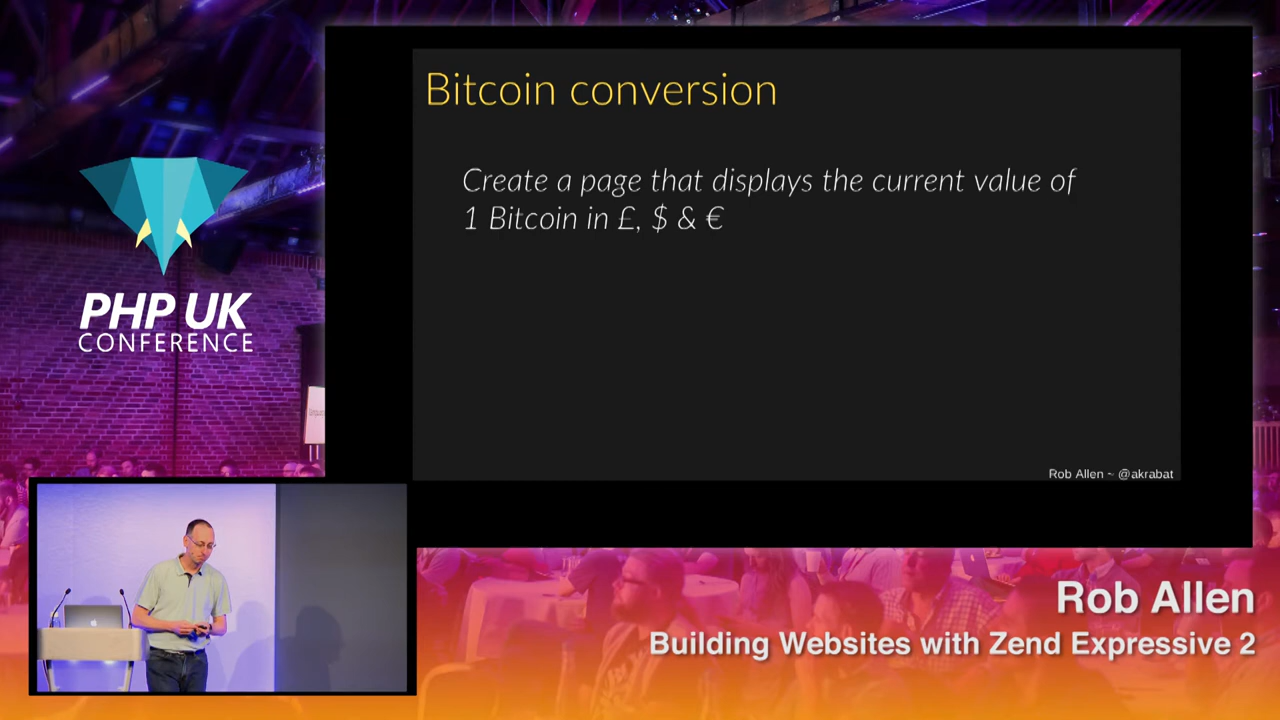 Bitcoin conversion
Create a page that displays the current value of
1 Bitcoin in £, $ & €
Rob Allen ~ @akrabat
PHP UK
CONFERENCE
Rob Allen
Building Websites with Zend Expressive 2